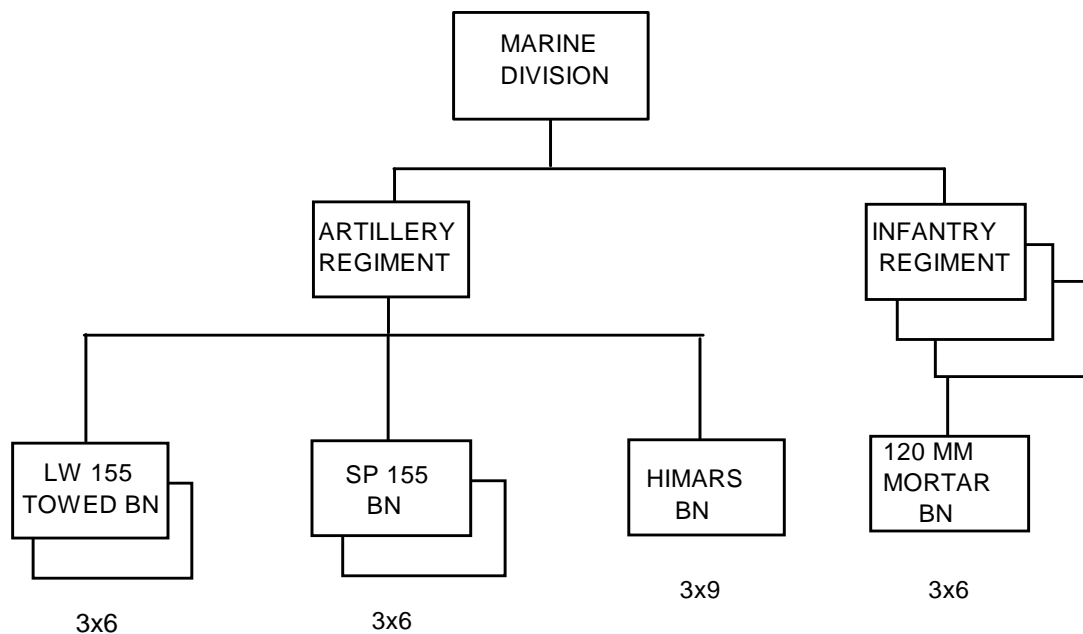 MARINE
DIVISION
ARTILLERY
REGIMENT
INFANTRY
REGIMENT
LW 155
TOWED BN
SP 155
BN
HIMARS
BN
120 MM
MORTAR
BN
3x6
3x6
3x9
3x6